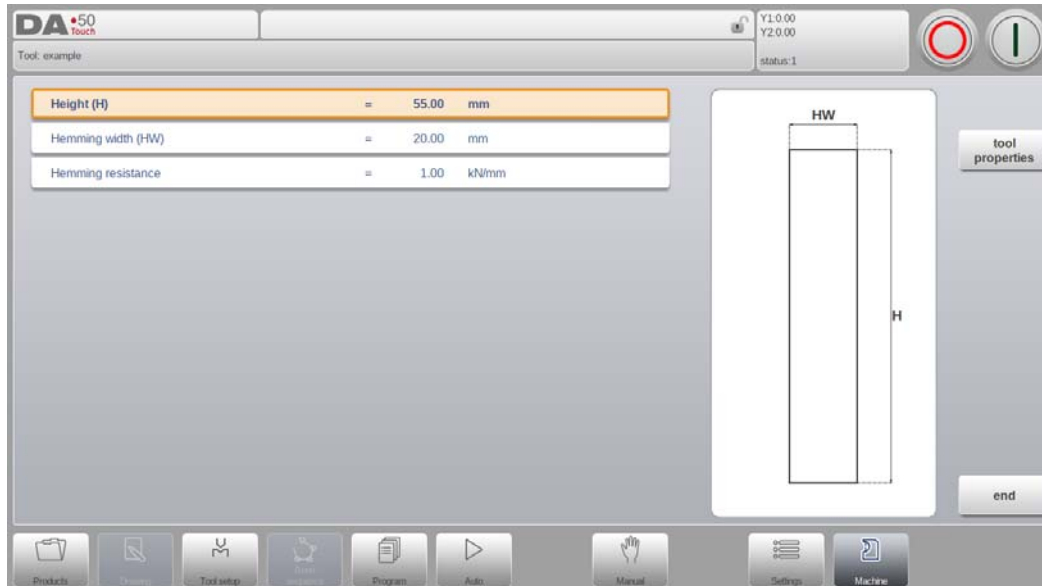 DA•50
Touch
Tool: example
Y1:0.00
Y2:0.00
status:1
Height (H) = 55.00 mm
Hemming width (HW) = 20.00 mm
Hemming resistance = 1.00 kN/mm
HW
H
tool
properties
end
Products Drawing Tool setup Bend
sequence Program Auto Manual Settings Machine